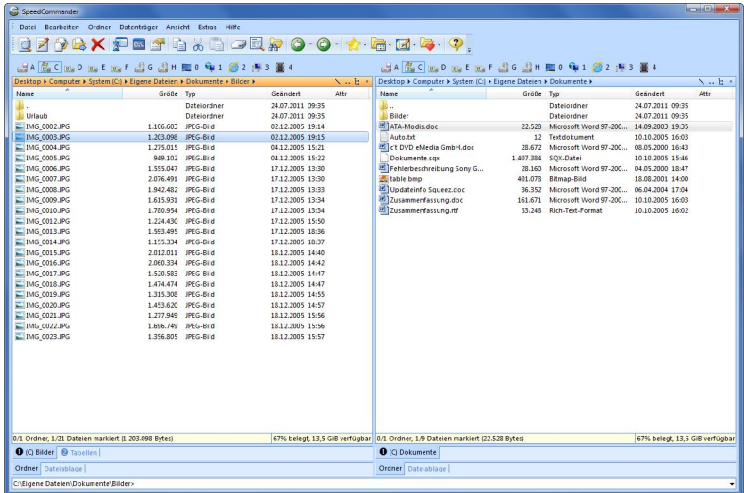 SpeedCommander
Datei Bearbeiten Ordner Datenträger Ansicht Extras Hilfe
A C D E F G H 0 1 2 3 4
A C D E F G H 0 1 2 3 4
Desktop Computer System (C:) Eigene Dateien Dokumente Bilder
Name Größe Typ Geändert Attr
.. Dateiordner 24.07.2011 09:35
Urlaub Dateiordner 24.07.2011 09:35
IMG_0002.JPG 1.106.603 JPEG-Bild 02.12.2005 19:14
IMG_0003.JPG 1.203.098 JPEG-Bild 02.12.2005 19:15
IMG_0004.JPG 1.275.015 JPEG-Bild 04.12.2005 15:21
IMG_0005.JPG 949.102 JPEG-Bild 04.12.2005 15:22
IMG_0006.JPG 1.555.047 JPEG-Bild 17.12.2005 13:30
IMG_0007.JPG 2.076.491 JPEG-Bild 17.12.2005 13:30
IMG_0008.JPG 1.942.482 JPEG-Bild 17.12.2005 13:33
IMG_0009.JPG 1.615.931 JPEG-Bild 17.12.2005 13:34
IMG_0010.JPG 1.780.954 JPEG-Bild 17.12.2005 13:34
IMG_0012.JPG 1.224.430 JPEG-Bild 17.12.2005 15:50
IMG_0013.JPG 1.593.495 JPEG-Bild 17.12.2005 18:36
IMG_0014.JPG 1.155.334 JPEG-Bild 17.12.2005 18:37
IMG_0015.JPG 2.012.011 JPEG-Bild 18.12.2005 14:40
IMG_0016.JPG 2.060.334 JPEG-Bild 18.12.2005 14:42
IMG_0017.JPG 1.520.583 JPEG-Bild 18.12.2005 14:47
IMG_0018.JPG 1.474.474 JPEG-Bild 18.12.2005 14:47
IMG_0019.JPG 1.315.308 JPEG-Bild 18.12.2005 14:55
IMG_0020.JPG 1.453.620 JPEG-Bild 18.12.2005 14:57
IMG_0021.JPG 1.277.949 JPEG-Bild 18.12.2005 15:56
IMG_0022.JPG 1.696.749 JPEG-Bild 18.12.2005 15:56
IMG_0023.JPG 1.356.805 JPEG-Bild 18.12.2005 15:57
0/1 Ordner, 1/21 Dateien markiert (1.203.098 Bytes) 67% belegt, 13,5 GiB verfügbar
(C) Bilder Tabellen
Ordner Dateiablage
Desktop Computer System (C:) Eigene Dateien Dokumente
Name Größe Typ Geändert Attr
.. Dateiordner 24.07.2011 09:35
Bilder Dateiordner 24.07.2011 09:35
ATA-Modis.doc 22.528 Microsoft Word 97-200... 14.09.2003 19:35
Auto.txt 12 Textdokument 10.10.2005 16:03
c't DVD eMedia GmbH.doc 28.672 Microsoft Word 97-200... 08.05.2000 16:43
Dokumente.sqx 1.407.384 SQX-Datei 10.10.2005 15:46
Fehlerbeschreibung Sony G... 28.160 Microsoft Word 97-200... 04.05.2000 18:47
table.bmp 401.078 Bitmap-Bild 18.08.2001 14:00
Updateinfo Squeez.doc 36.352 Microsoft Word 97-200... 06.04.2004 17:04
Zusammenfassung.doc 161.671 Microsoft Word 97-200... 10.10.2005 16:03
Zusammenfassung.rtf 53.248 Rich-Text-Format 10.10.2005 16:02
0/1 Ordner, 1/9 Dateien markiert (22.528 Bytes) 67% belegt, 13,5 GiB verfügbar
(C) Dokumente
Ordner Dateiablage
C:\Eigene Dateien\Dokumente\Bilder>